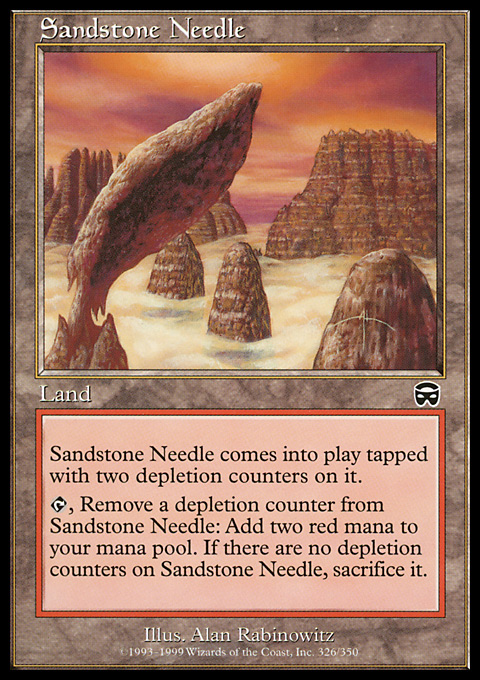 Sandstone Needle
Land
Sandstone Needle comes into play tapped
with two depletion counters on it.
, Remove a depletion counter from
Sandstone Needle: Add two red mana to
your mana pool. If there are no depletion
counters on Sandstone Needle, sacrifice it.
Illus. Alan Rabinowitz
©1993-1999 Wizards of the Coast, Inc. 326/350